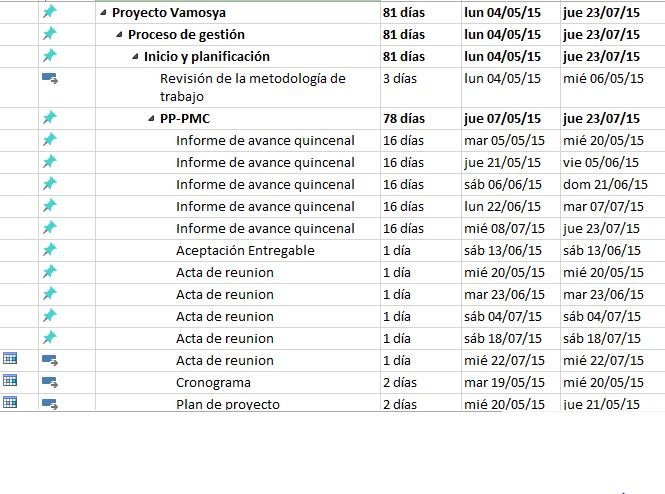 Proyecto Vamosya 81 días lun 04/05/15 jue 23/07/15
Proceso de gestión 81 días lun 04/05/15 jue 23/07/15
Inicio y planificación 81 días lun 04/05/15 jue 23/07/15
Revisión de la metodología de 3 días lun 04/05/15 mié 06/05/15
trabajo
PP-PMC 78 días jue 07/05/15 jue 23/07/15
Informe de avance quincenal 16 días mar 05/05/15 mié 20/05/15
Informe de avance quincenal 16 días jue 21/05/15 vie 05/06/15
Informe de avance quincenal 16 días sáb 06/06/15 dom 21/06/15
Informe de avance quincenal 16 días lun 22/06/15 mar 07/07/15
Informe de avance quincenal 16 días mié 08/07/15 jue 23/07/15
Aceptación Entregable 1 día sáb 13/06/15 sáb 13/06/15
Acta de reunion 1 día mié 20/05/15 mié 20/05/15
Acta de reunion 1 día mar 23/06/15 mar 23/06/15
Acta de reunion 1 día sáb 04/07/15 sáb 04/07/15
Acta de reunion 1 día sáb 18/07/15 sáb 18/07/15
Acta de reunion 1 día mié 22/07/15 mié 22/07/15
Cronograma 2 días mar 19/05/15 mié 20/05/15
Plan de proyecto 2 días mié 20/05/15 jue 21/05/15